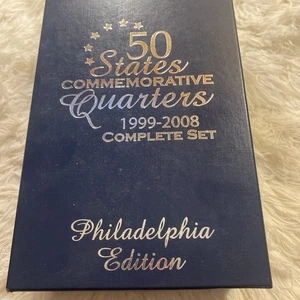 50
States
COMMEMORATIVE
Quarters
1999-2008
COMPLETE SET
Philadelphia
Edition